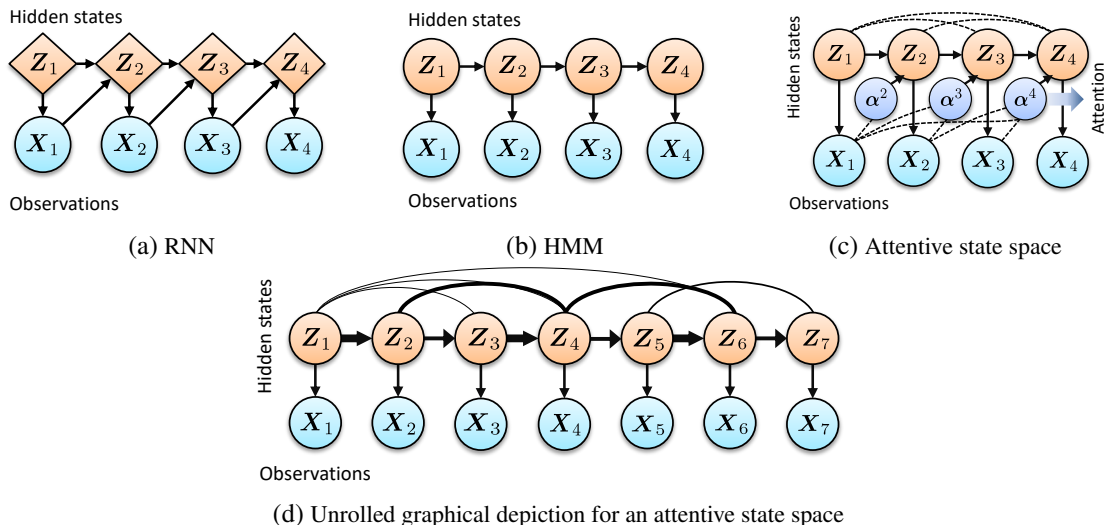 Hidden states
Z1 Z2 Z3 Z4
X1 X2 X3 X4
Observations
(a) RNN
Hidden states
Z1 Z2 Z3 Z4
X1 X2 X3 X4
Observations
(b) HMM
Hidden states
Z1 Z2 Z3 Z4
α2 α3 α4
Attention
X1 X2 X3 X4
Observations
(c) Attentive state space
Hidden states
Z1 Z2 Z3 Z4 Z5 Z6 Z7
X1 X2 X3 X4 X5 X6 X7
Observations
(d) Unrolled graphical depiction for an attentive state space